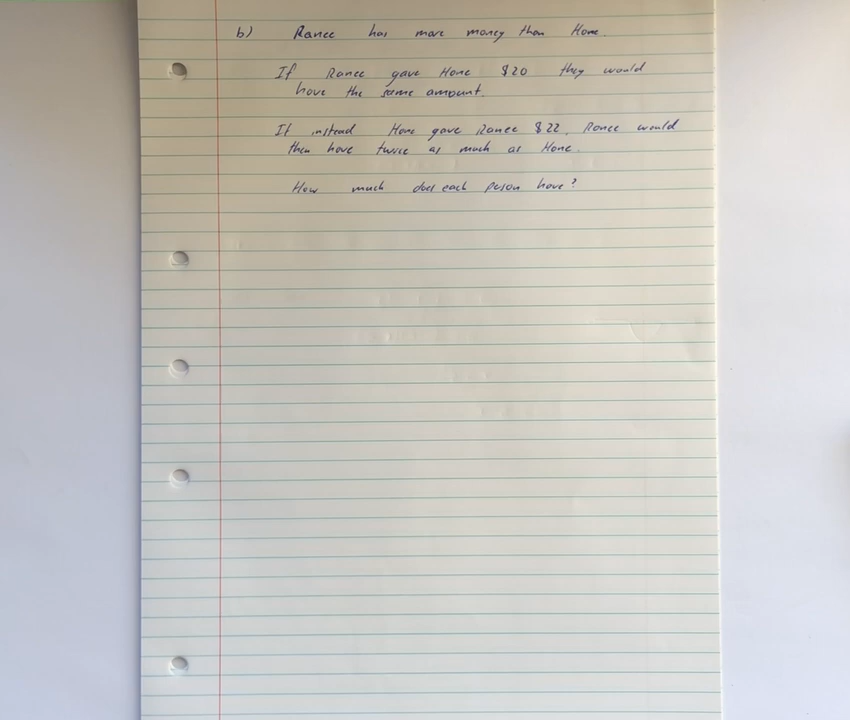 b) Ranee has more money than Hone.
If Ranee gave Hone $20 they would
have the same amount.
If instead Hone gave Ranee $22, Ranee would
then have twice as much as Hone.
How much does each person have?